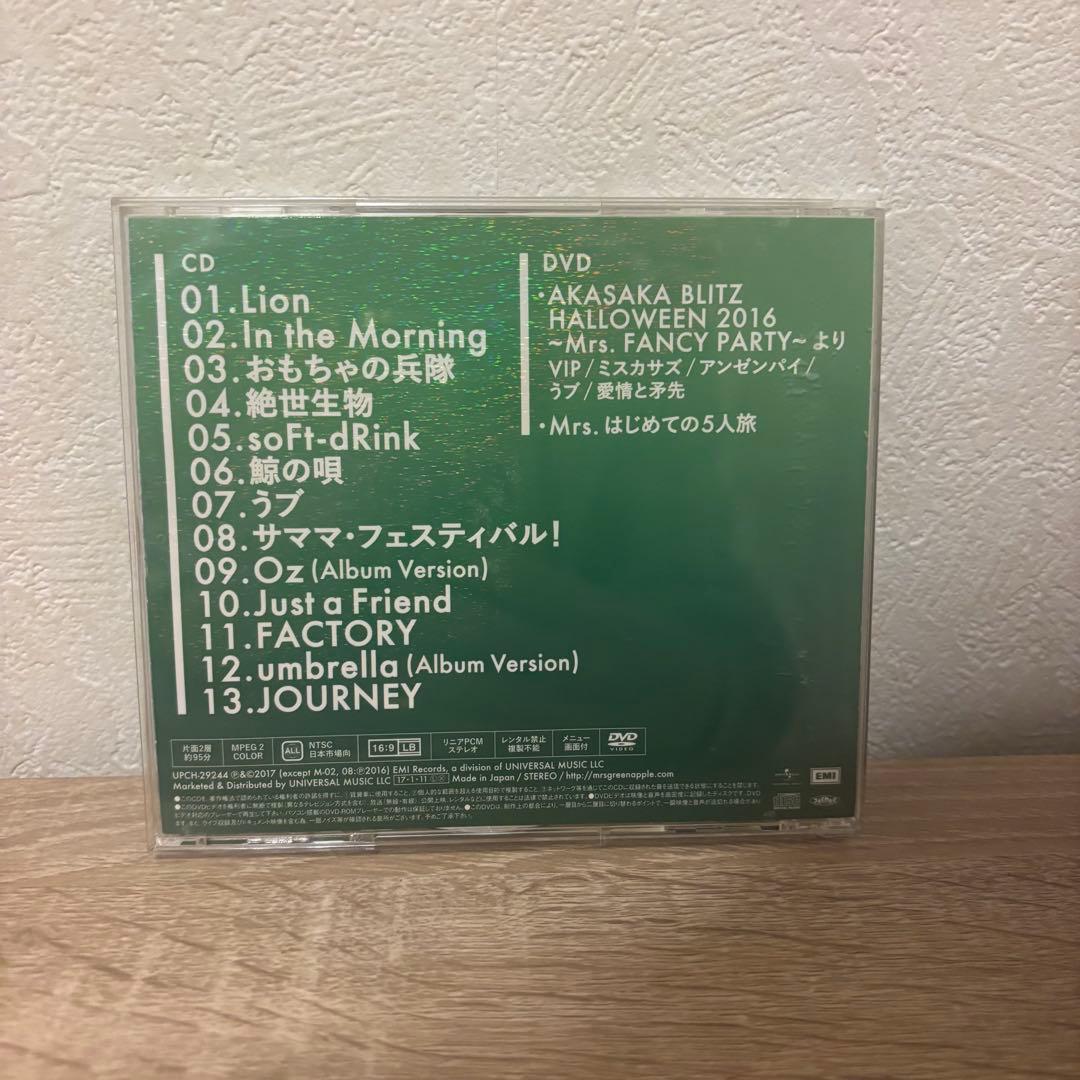 CD
01.Lion
02.In the Morning
03.おもちゃの兵隊
04.絶世生物
05.soFt-dRink
06.鯨の唄
07.うブ
08.サママ・フェスティバル!
09.Oz (Album Version)
10.Just a Friend
11.FACTORY
12.umbrella (Album Version)
13.JOURNEY
DVD
・AKASAKA BLITZ
HALLOWEEN 2016
~Mrs. FANCY PARTY~ より
VIP / ミスカサズ / アンゼンパイ /
うブ / 愛情と矛先
・Mrs. はじめての5人旅
片面2層
約95分
MPEG 2
COLOR
ALL
NTSC
日本市場向
16:9 LB
リニアPCM
ステレオ
レンタル禁止
複製不能
メニュー
画面付
DVD
VIDEO
UPCH-29244 ℗&©2017 (except M-02, 08:℗2016) EMI Records, a division of UNIVERSAL MUSIC LLC
Marketed & Distributed by UNIVERSAL MUSIC LLC 17・1・11 Made in Japan / STEREO / http://mrsgreenapple.com
EMI